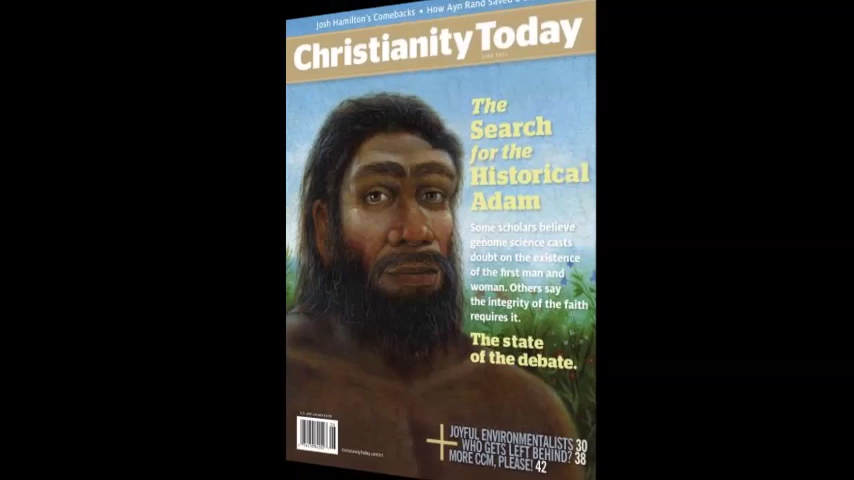 Josh Hamilton's Comebacks • How Ayn Rand Saved
Christianity Today
The
Search
for the
Historical
Adam
Some scholars believe
genome science casts
doubt on the existence
of the first man and
woman. Others say
the integrity of the faith
requires it.
The state
of the debate.
JOYFUL ENVIRONMENTALISTS 30
WHO GETS LEFT BEHIND? 38
MORE CCM, PLEASE! 42
ChristianityToday.com